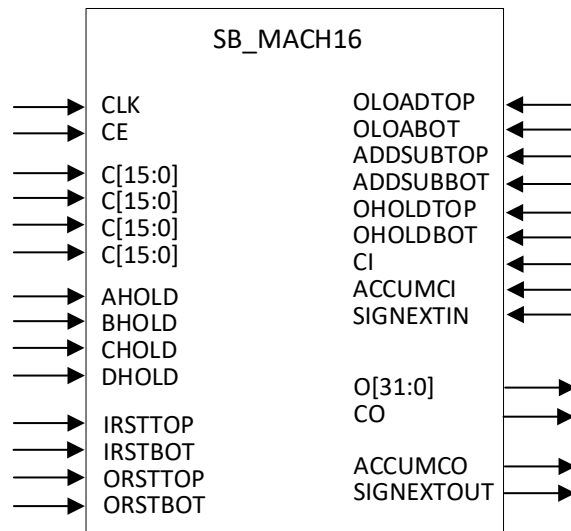 SB_MACH16
CLK
CE
C[15:0]
C[15:0]
C[15:0]
C[15:0]
AHOLD
BHOLD
CHOLD
DHOLD
IRSTTOP
IRSTBOT
ORSTTOP
ORSTBOT
OLOADTOP
OLOABOT
ADDSUBTOP
ADDSUBBOT
OHOLDTOP
OHOLDBOT
CI
ACCUMCI
SIGNEXTIN
O[31:0]
CO
ACCUMCO
SIGNEXTOUT